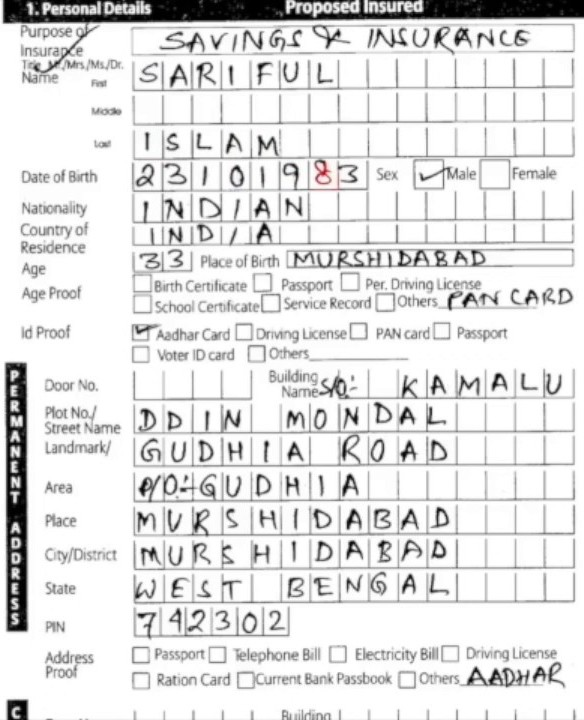 1. Personal Details Proposed Insured
Purpose of Insurance SAVINGS & INSURANCE
Title Mr./Mrs./Ms./Dr.
Name First SARIFUL
Middle
Last ISLAM
Date of Birth 23101983 Sex Male Female
Nationality INDIAN
Country of Residence INDIA
Age 33 Place of Birth MURSHIDABAD
Age Proof Birth Certificate Passport Per. Driving License
School Certificate Service Record Others PAN CARD
Id Proof Aadhar Card Driving License PAN card Passport
Voter ID card Others
PERMANENT ADDRESS
Door No. Building Name S/O:- KAMALU
Plot No./ Street Name DDIN MONDAL
Landmark/ GUDHIA ROAD
Area P/O:-GUDHIA
Place MURSHIDABAD
City/District MURSHIDABAD
State WEST BENGAL
PIN 742302
Address Proof Passport Telephone Bill Electricity Bill Driving License
Ration Card Current Bank Passbook Others AADHAR
C
Building